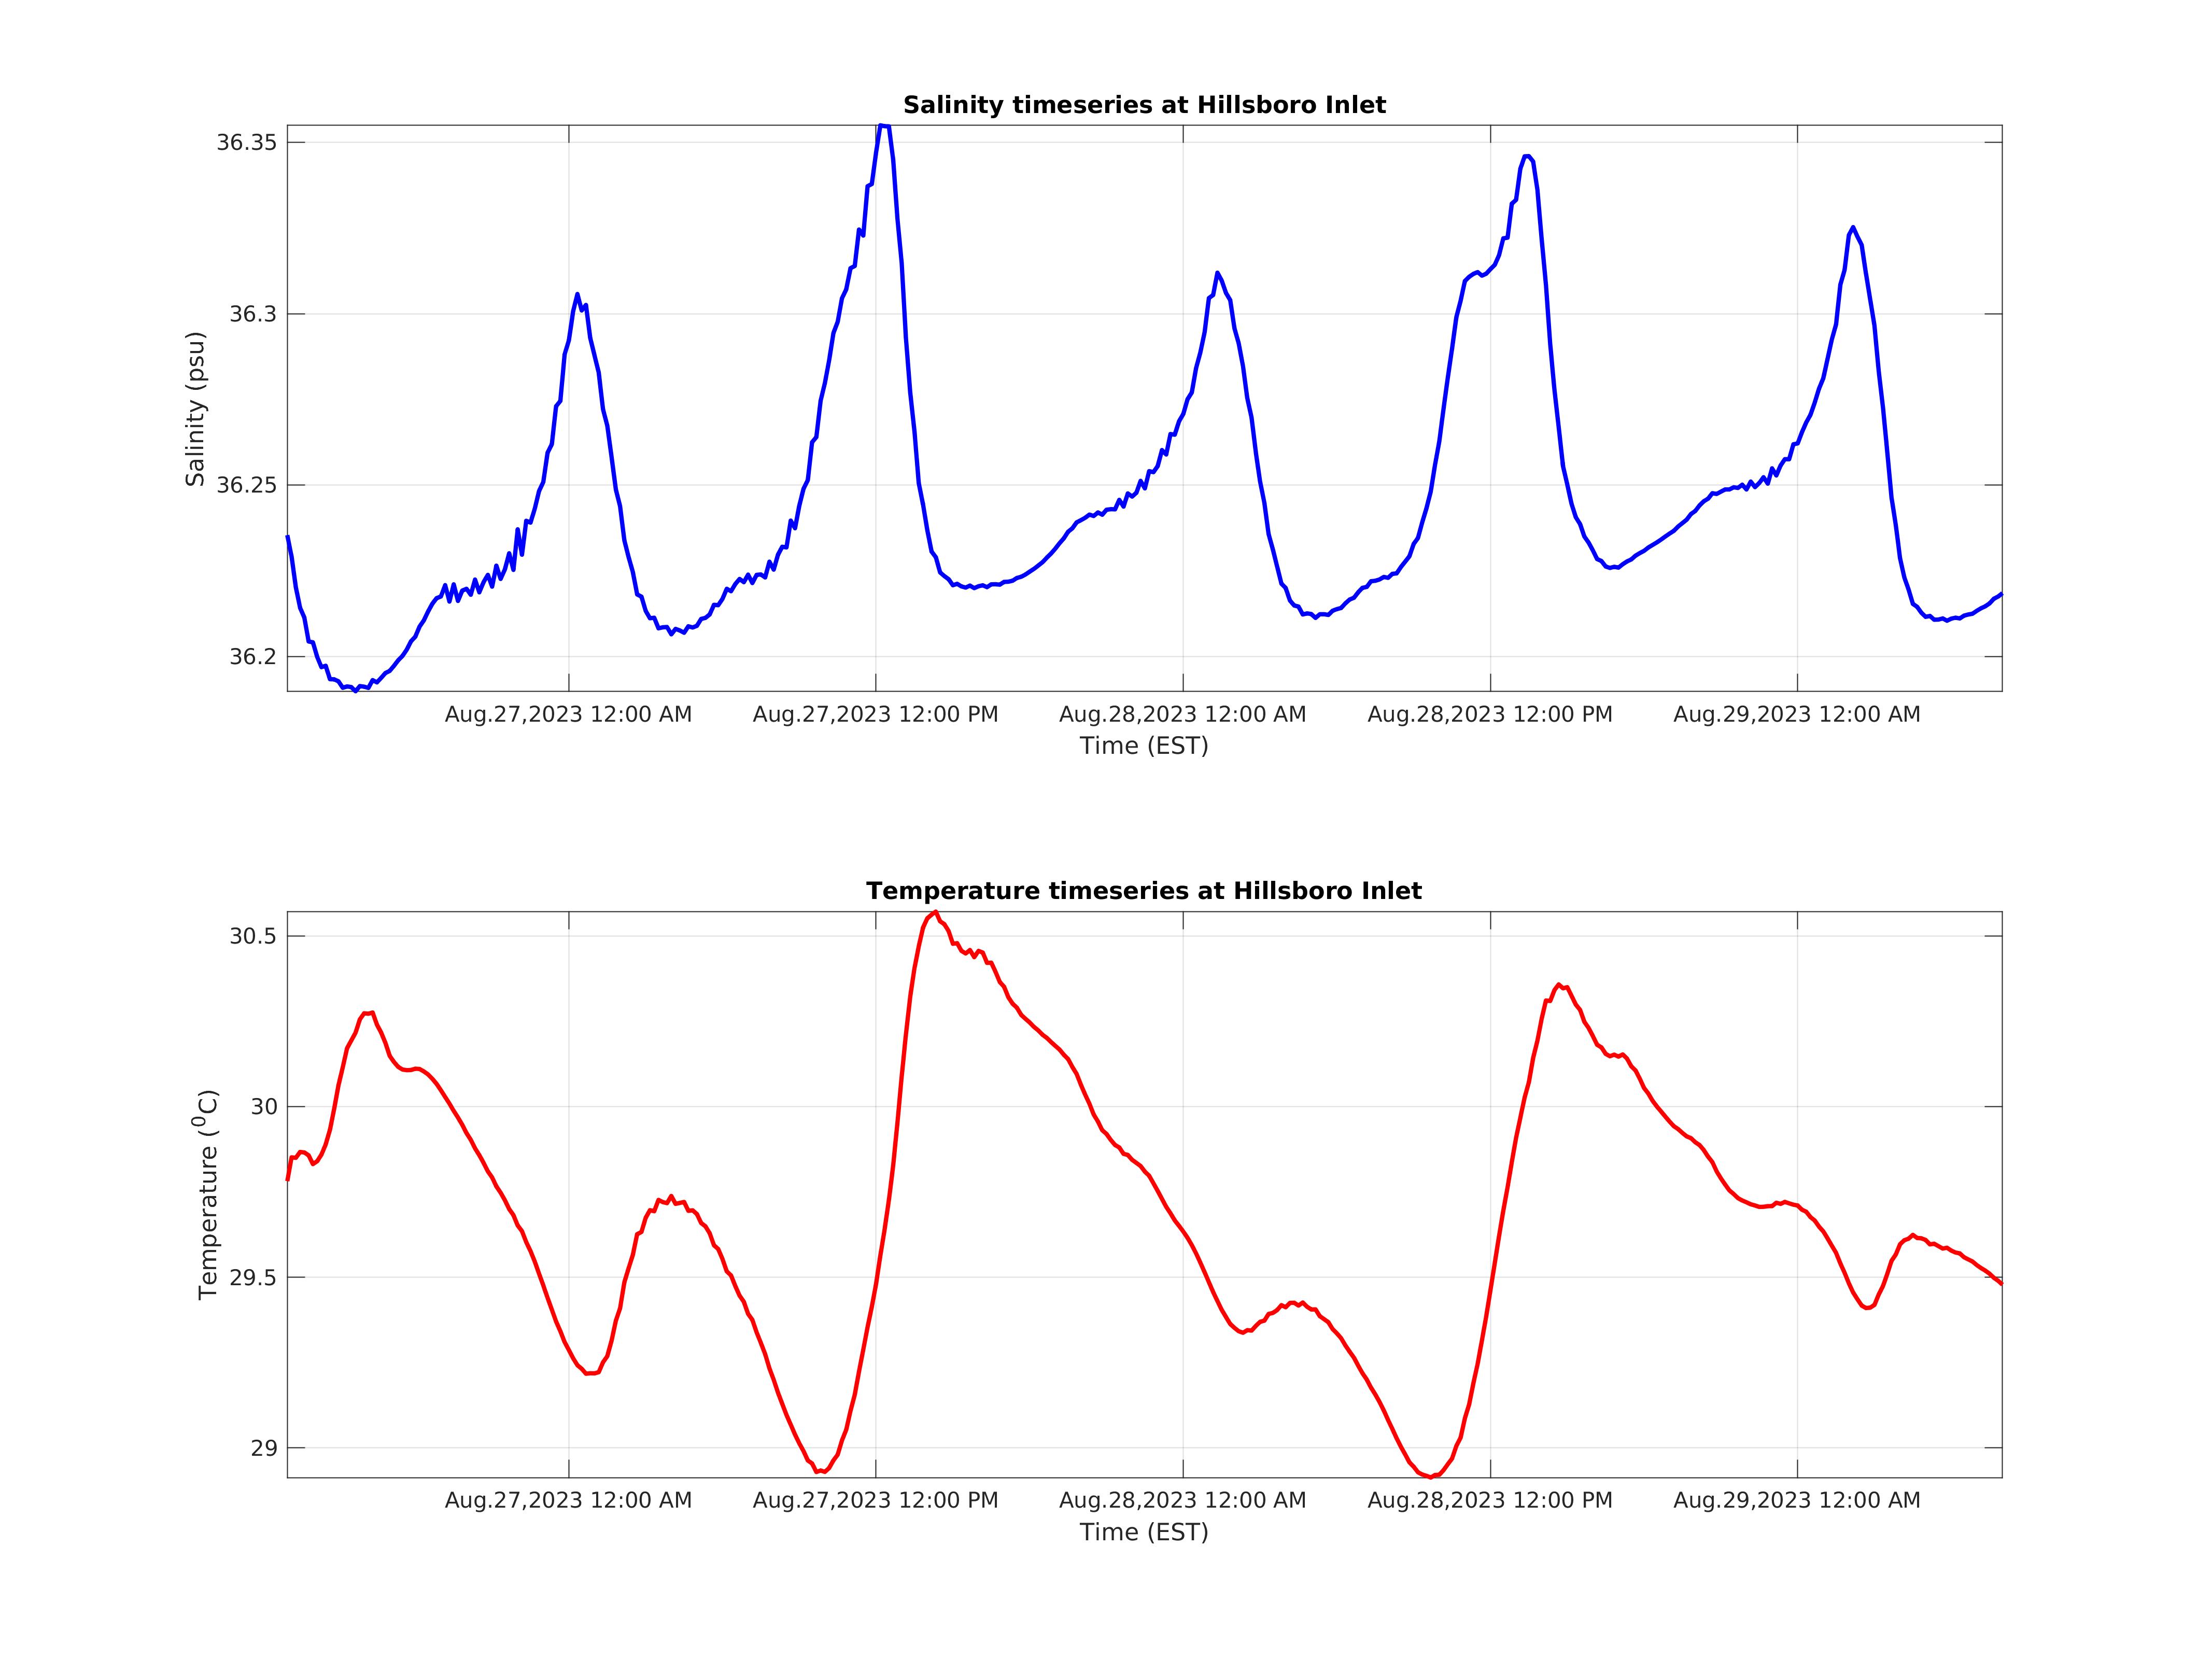 Salinity timeseries at Hillsboro Inlet
36.35
36.3
36.25
36.2
Salinity (psu)
Aug.27,2023 12:00 AM Aug.27,2023 12:00 PM Aug.28,2023 12:00 AM Aug.28,2023 12:00 PM Aug.29,2023 12:00 AM
Time (EST)
Temperature timeseries at Hillsboro Inlet
30.5
30
29.5
29
Temperature (⁰C)
Aug.27,2023 12:00 AM Aug.27,2023 12:00 PM Aug.28,2023 12:00 AM Aug.28,2023 12:00 PM Aug.29,2023 12:00 AM
Time (EST)